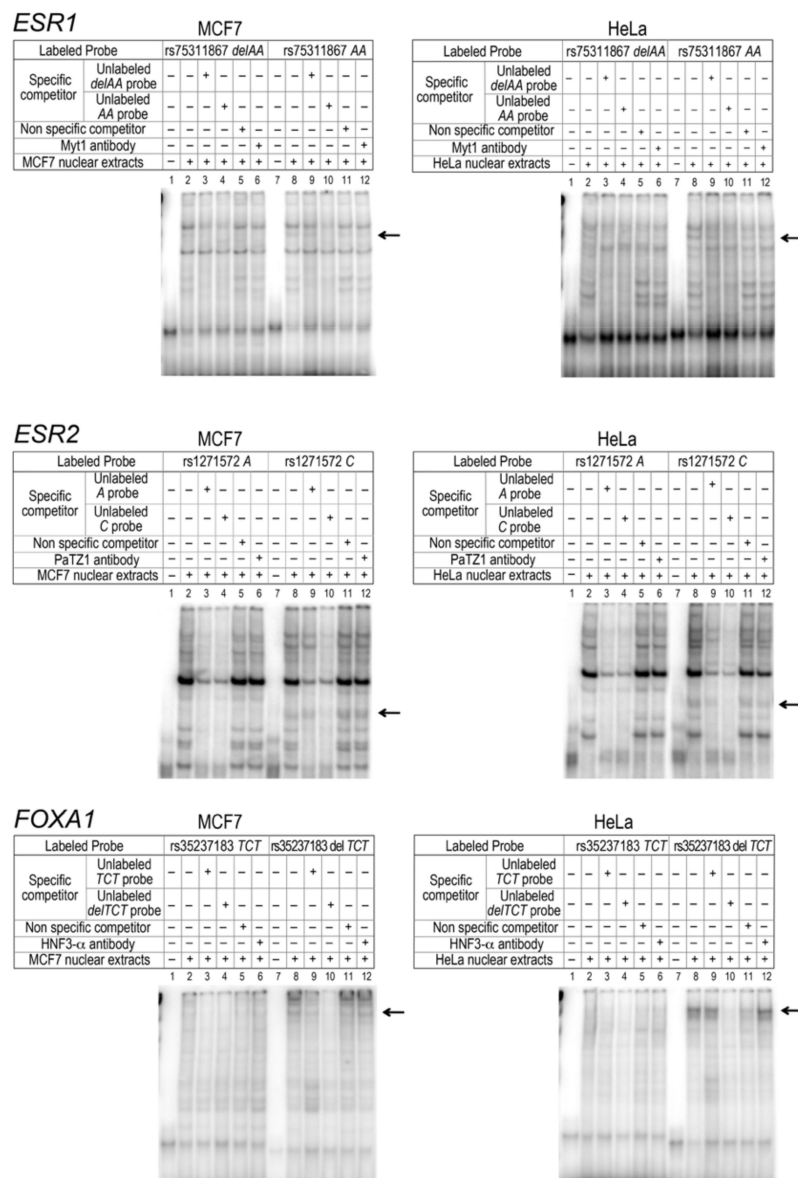 ESR1
MCF7
Labeled Probe rs75311867 delAA rs75311867 AA
Specific competitor Unlabeled delAA probe – – + – – – – – + – – –
Unlabeled AA probe – – – + – – – – – + – –
Non specific competitor – – – – + – – – – – + –
Myt1 antibody – – – – – + – – – – – +
MCF7 nuclear extracts – + + + + + – + + + + +
1 2 3 4 5 6 7 8 9 10 11 12
HeLa
Labeled Probe rs75311867 delAA rs75311867 AA
Specific competitor Unlabeled delAA probe – – + – – – – – + – – –
Unlabeled AA probe – – – + – – – – – + – –
Non specific competitor – – – – + – – – – – + –
Myt1 antibody – – – – – + – – – – – +
HeLa nuclear extracts – + + + + + – + + + + +
1 2 3 4 5 6 7 8 9 10 11 12
ESR2
MCF7
Labeled Probe rs1271572 A rs1271572 C
Specific competitor Unlabeled A probe – – + – – – – – + – – –
Unlabeled C probe – – – + – – – – – + – –
Non specific competitor – – – – + – – – – – + –
PaTZ1 antibody – – – – – + – – – – – +
MCF7 nuclear extracts – + + + + + – + + + + +
1 2 3 4 5 6 7 8 9 10 11 12
HeLa
Labeled Probe rs1271572 A rs1271572 C
Specific competitor Unlabeled A probe – – + – – – – – + – – –
Unlabeled C probe – – – + – – – – – + – –
Non specific competitor – – – – + – – – – – + –
PaTZ1 antibody – – – – – + – – – – – +
HeLa nuclear extracts – + + + + + – + + + + +
1 2 3 4 5 6 7 8 9 10 11 12
FOXA1
MCF7
Labeled Probe rs35237183 TCT rs35237183 del TCT
Specific competitor Unlabeled TCT probe – – + – – – – – + – – –
Unlabeled delTCT probe – – – + – – – – – + – –
Non specific competitor – – – – + – – – – – + –
HNF3-α antibody – – – – – + – – – – – +
MCF7 nuclear extracts – + + + + + – + + + + +
1 2 3 4 5 6 7 8 9 10 11 12
HeLa
Labeled Probe rs35237183 TCT rs35237183 del TCT
Specific competitor Unlabeled TCT probe – – + – – – – – + – – –
Unlabeled delTCT probe – – – + – – – – – + – –
Non specific competitor – – – – + – – – – – + –
HNF3-α antibody – – – – – + – – – – – +
HeLa nuclear extracts – + + + + + – + + + + +
1 2 3 4 5 6 7 8 9 10 11 12